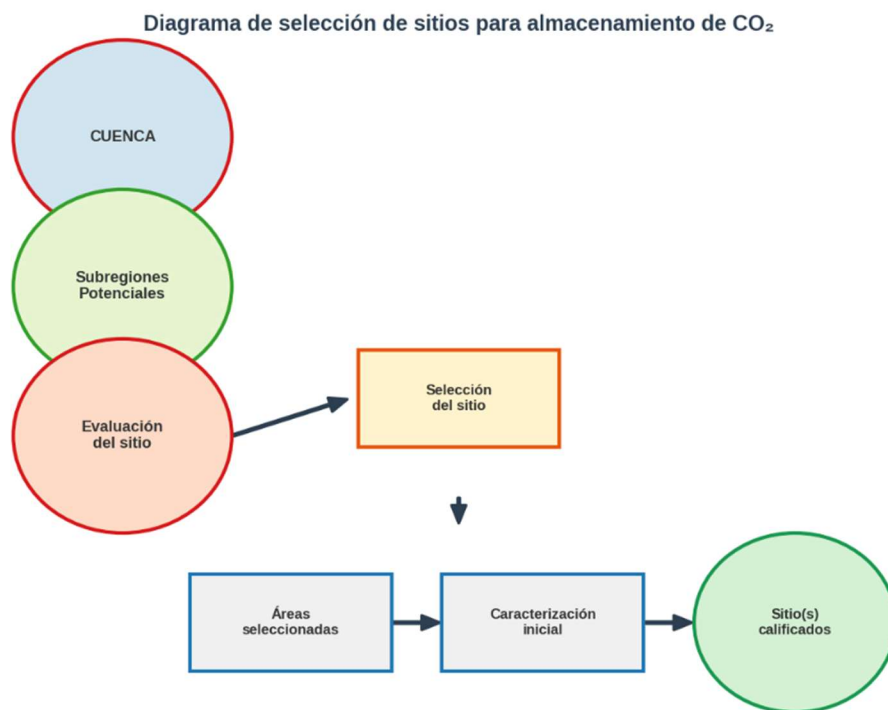 Diagrama de selección de sitios para almacenamiento de CO₂
CUENCA
Subregiones
Potenciales
Evaluación
del sitio
Selección
del sitio
Áreas
seleccionadas
Caracterización
inicial
Sitio(s)
calificados